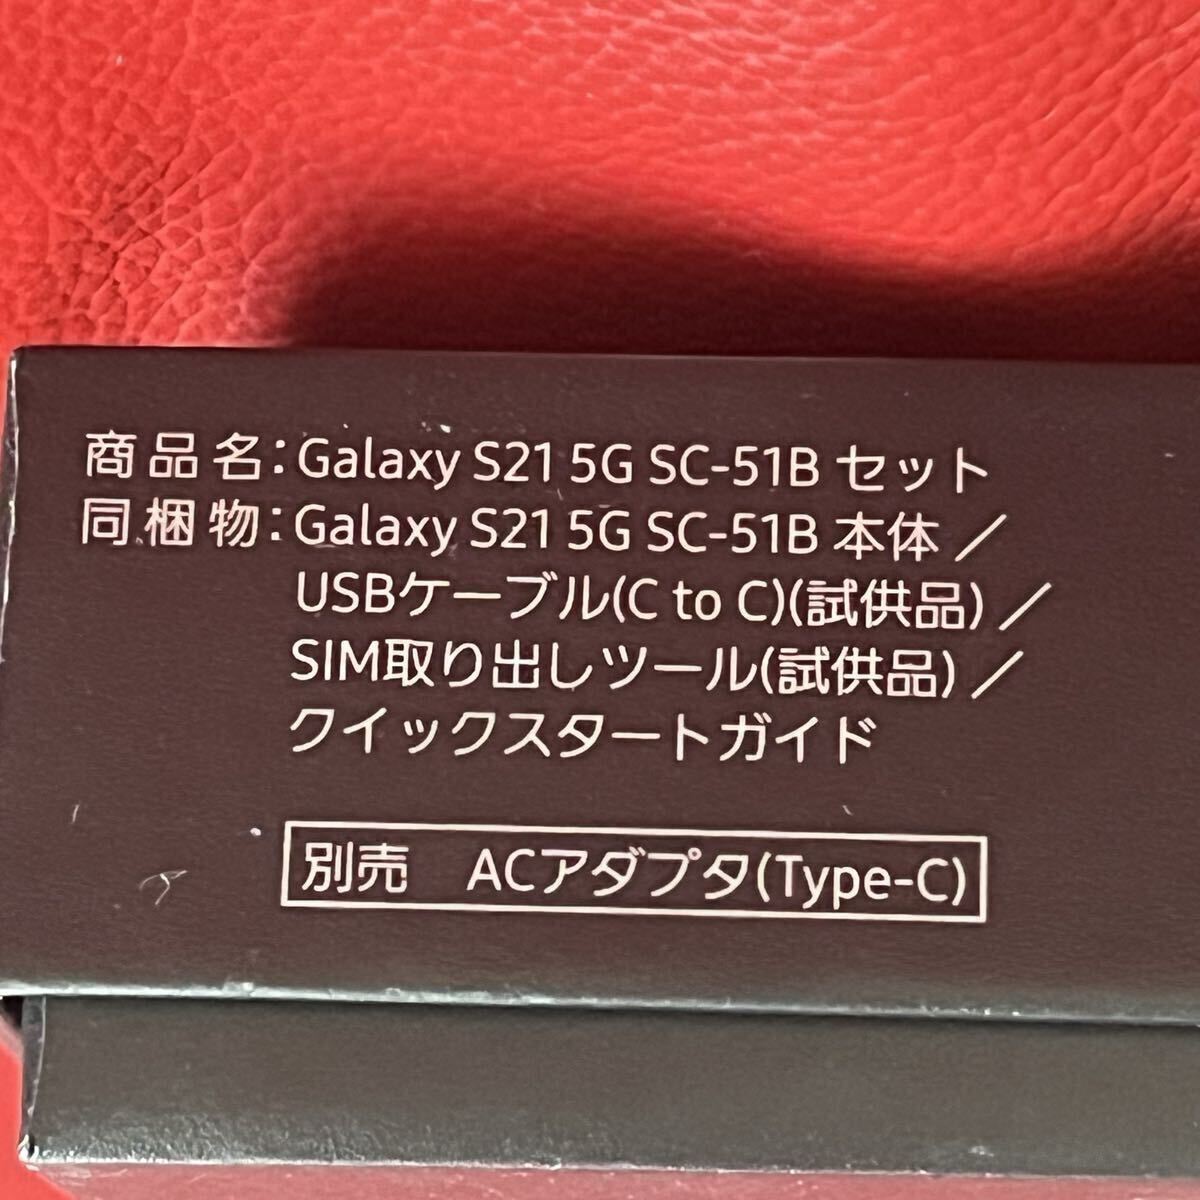 商品名：Galaxy S21 5G SC-51B セット
同梱物：Galaxy S21 5G SC-51B 本体／
USBケーブル(C to C)(試供品)／
SIM取り出しツール(試供品)／
クイックスタートガイド
別売　ACアダプタ(Type-C)